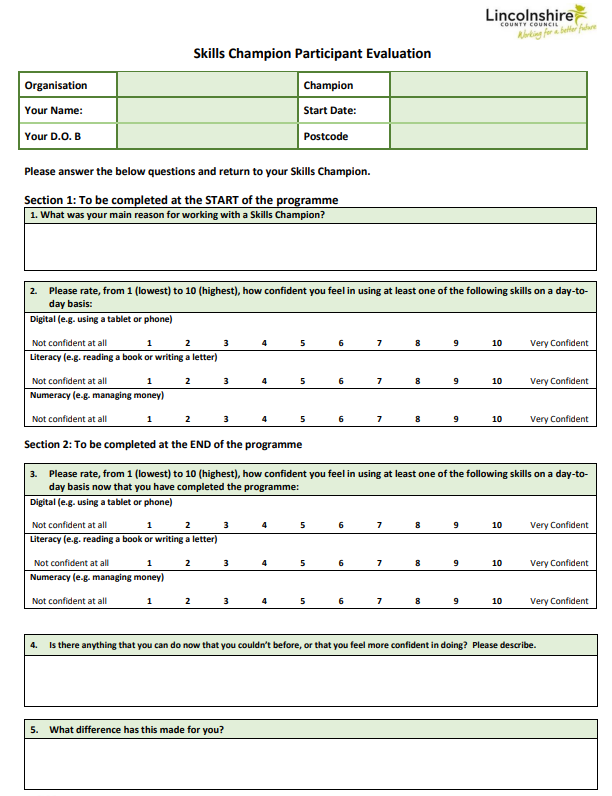 Lincolnshire
COUNTY COUNCIL
Working for a better future
Skills Champion Participant Evaluation
Organisation Champion
Your Name: Start Date:
Your D.O. B Postcode
Please answer the below questions and return to your Skills Champion.
Section 1: To be completed at the START of the programme
1. What was your main reason for working with a Skills Champion?
2. Please rate, from 1 (lowest) to 10 (highest), how confident you feel in using at least one of the following skills on a day-to-
day basis:
Digital (e.g. using a tablet or phone)
Not confident at all 1 2 3 4 5 6 7 8 9 10 Very Confident
Literacy (e.g. reading a book or writing a letter)
Not confident at all 1 2 3 4 5 6 7 8 9 10 Very Confident
Numeracy (e.g. managing money)
Not confident at all 1 2 3 4 5 6 7 8 9 10 Very Confident
Section 2: To be completed at the END of the programme
3. Please rate, from 1 (lowest) to 10 (highest), how confident you feel in using at least one of the following skills on a day-to-
day basis now that you have completed the programme:
Digital (e.g. using a tablet or phone)
Not confident at all 1 2 3 4 5 6 7 8 9 10 Very Confident
Literacy (e.g. reading a book or writing a letter)
Not confident at all 1 2 3 4 5 6 7 8 9 10 Very Confident
Numeracy (e.g. managing money)
Not confident at all 1 2 3 4 5 6 7 8 9 10 Very Confident
4. Is there anything that you can do now that you couldn't before, or that you feel more confident in doing? Please describe.
5. What difference has this made for you?